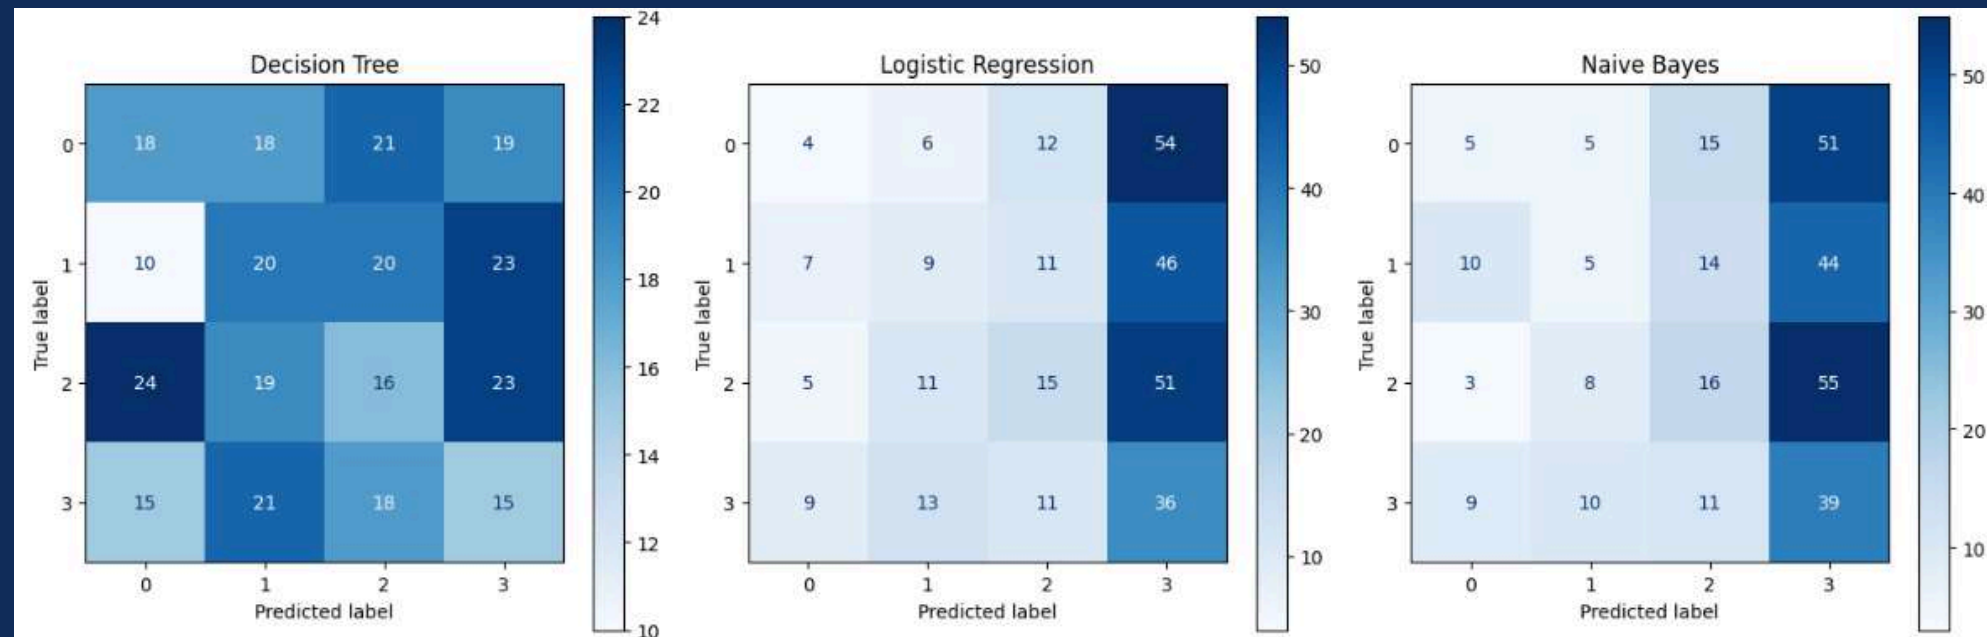 Decision Tree
True label
0 18 18 21 19
1 10 20 20 23
2 24 19 16 23
3 15 21 18 15
0 1 2 3
Predicted label
24
22
20
18
16
14
12
10
Logistic Regression
True label
0 4 6 12 54
1 7 9 11 46
2 5 11 15 51
3 9 13 11 36
0 1 2 3
Predicted label
50
40
30
20
10
Naive Bayes
True label
0 5 5 15 51
1 10 5 14 44
2 3 8 16 55
3 9 10 11 39
0 1 2 3
Predicted label
50
40
30
20
10